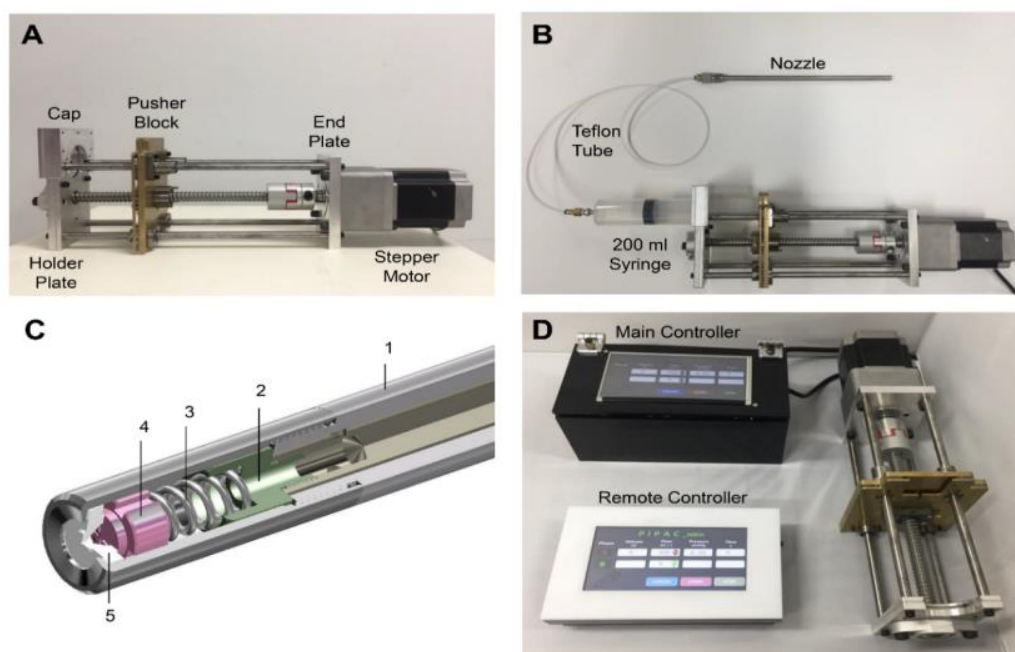 A
Cap
Pusher
Block
End
Plate
Holder
Plate
Stepper
Motor
B
Nozzle
Teflon
Tube
200 ml
Syringe
C
1
2
3
4
5
D
Main Controller
Remote Controller